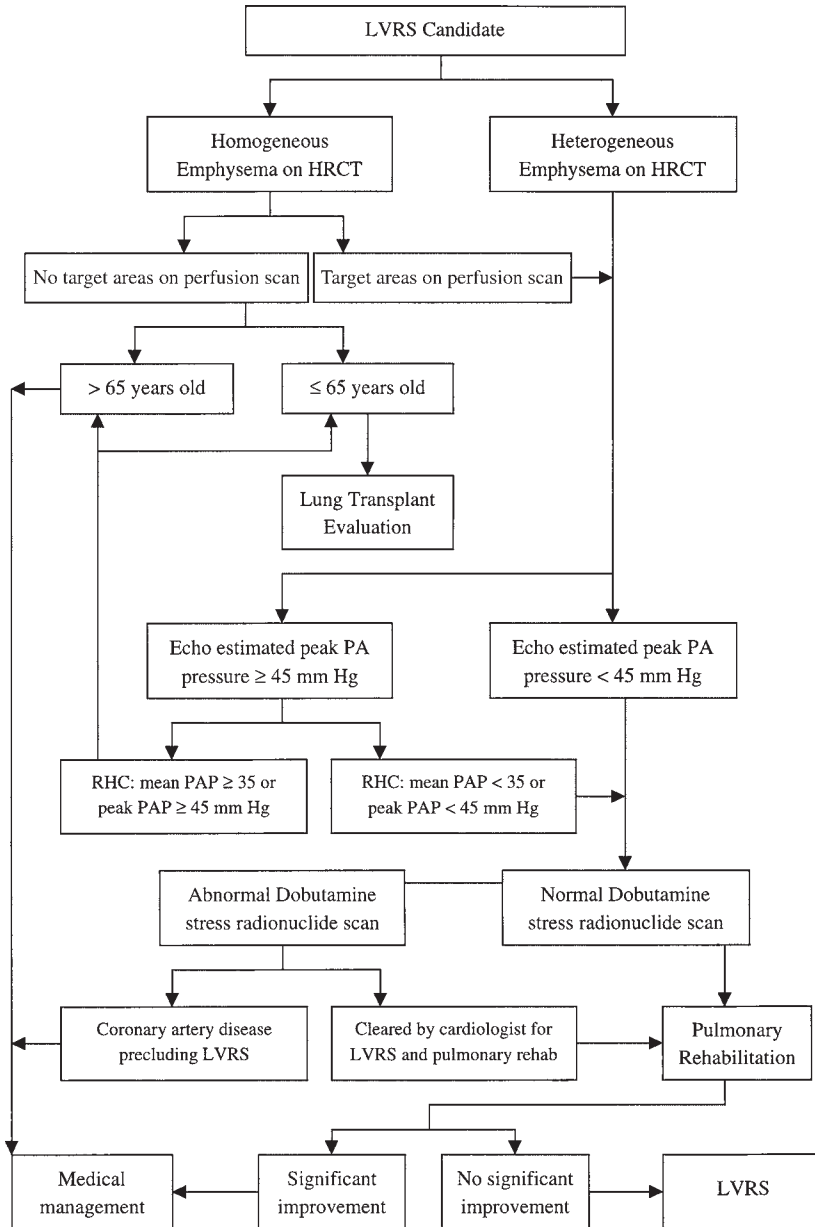 LVRS Candidate
Homogeneous
Emphysema on HRCT
Heterogeneous
Emphysema on HRCT
No target areas on perfusion scan
Target areas on perfusion scan
> 65 years old
≤ 65 years old
Lung Transplant
Evaluation
Echo estimated peak PA
pressure ≥ 45 mm Hg
Echo estimated peak PA
pressure < 45 mm Hg
RHC: mean PAP ≥ 35 or
peak PAP ≥ 45 mm Hg
RHC: mean PAP < 35 or
peak PAP < 45 mm Hg
Abnormal Dobutamine
stress radionuclide scan
Normal Dobutamine
stress radionuclide scan
Coronary artery disease
precluding LVRS
Cleared by cardiologist for
LVRS and pulmonary rehab
Pulmonary
Rehabilitation
Medical
management
Significant
improvement
No significant
improvement
LVRS